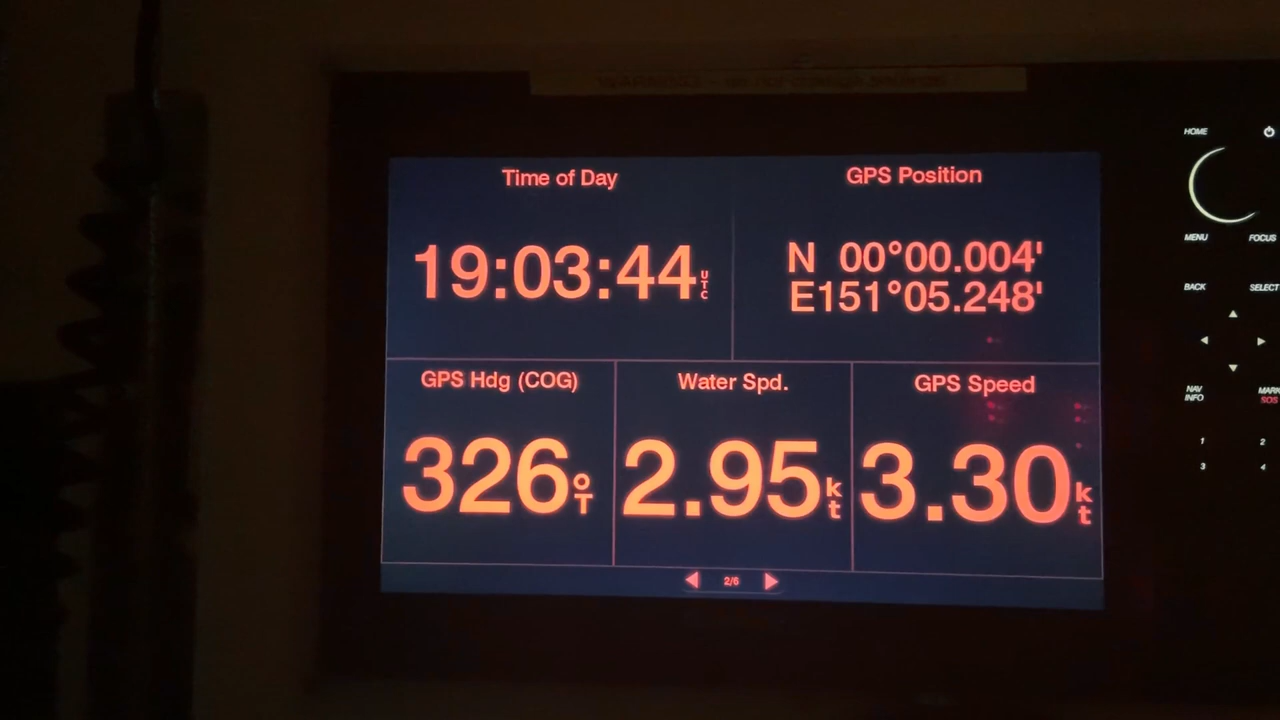 Time of Day
19:03:44 UTC
GPS Position
N 00°00.004'
E151°05.248'
GPS Hdg (COG)
326°T
Water Spd.
2.95 kt
GPS Speed
3.30 kt
2/6
HOME
MENU
FOCUS
BACK
SELECT
NAV
INFO
MARK
SOS
1
2
3
4